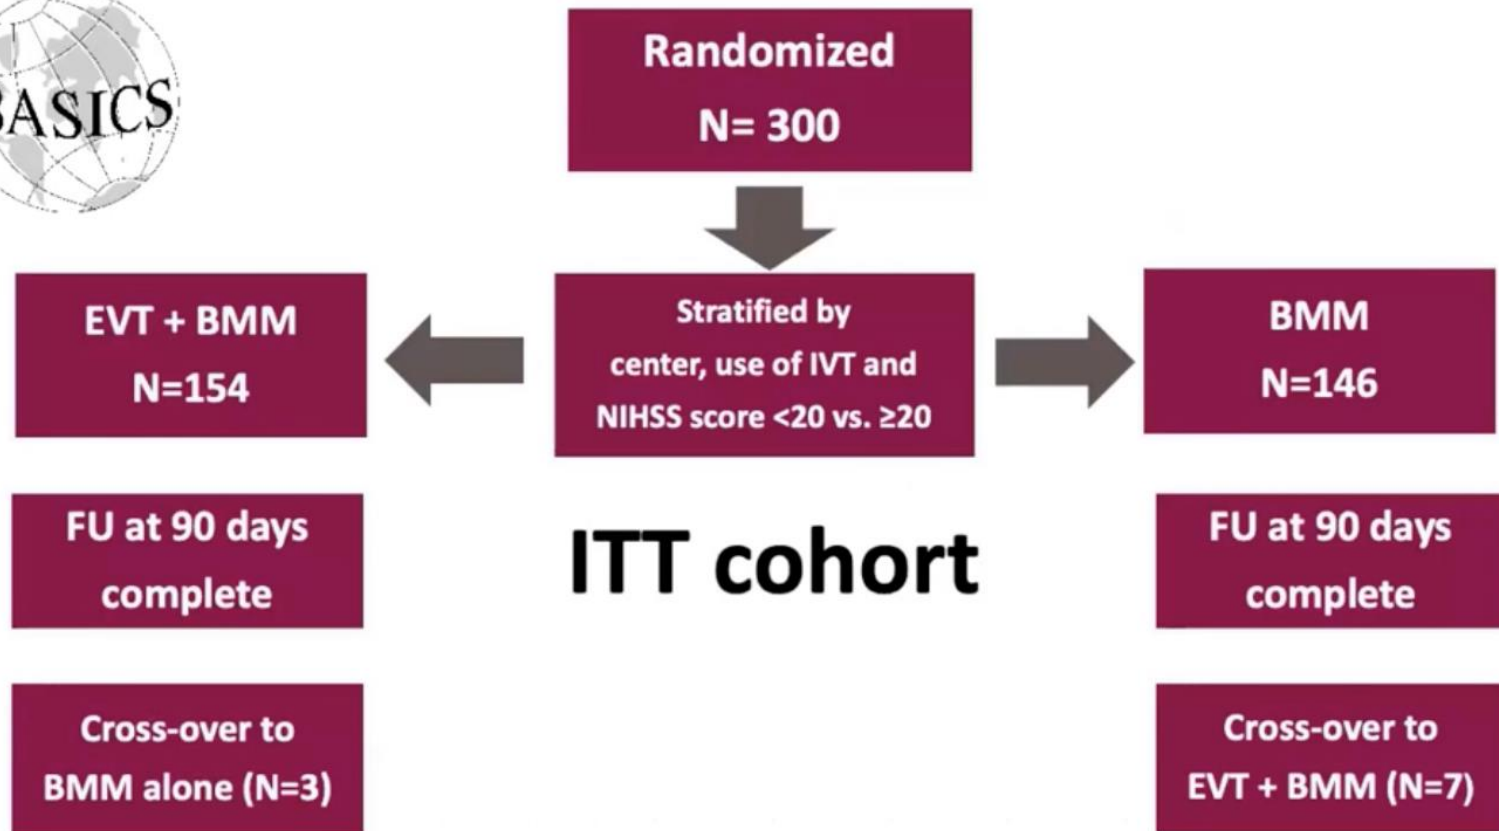 BASICS
Randomized
N= 300
EVT + BMM
N=154
Stratified by
center, use of IVT and
NIHSS score <20 vs. ≥20
BMM
N=146
FU at 90 days
complete
ITT cohort
FU at 90 days
complete
Cross-over to
BMM alone (N=3)
Cross-over to
EVT + BMM (N=7)